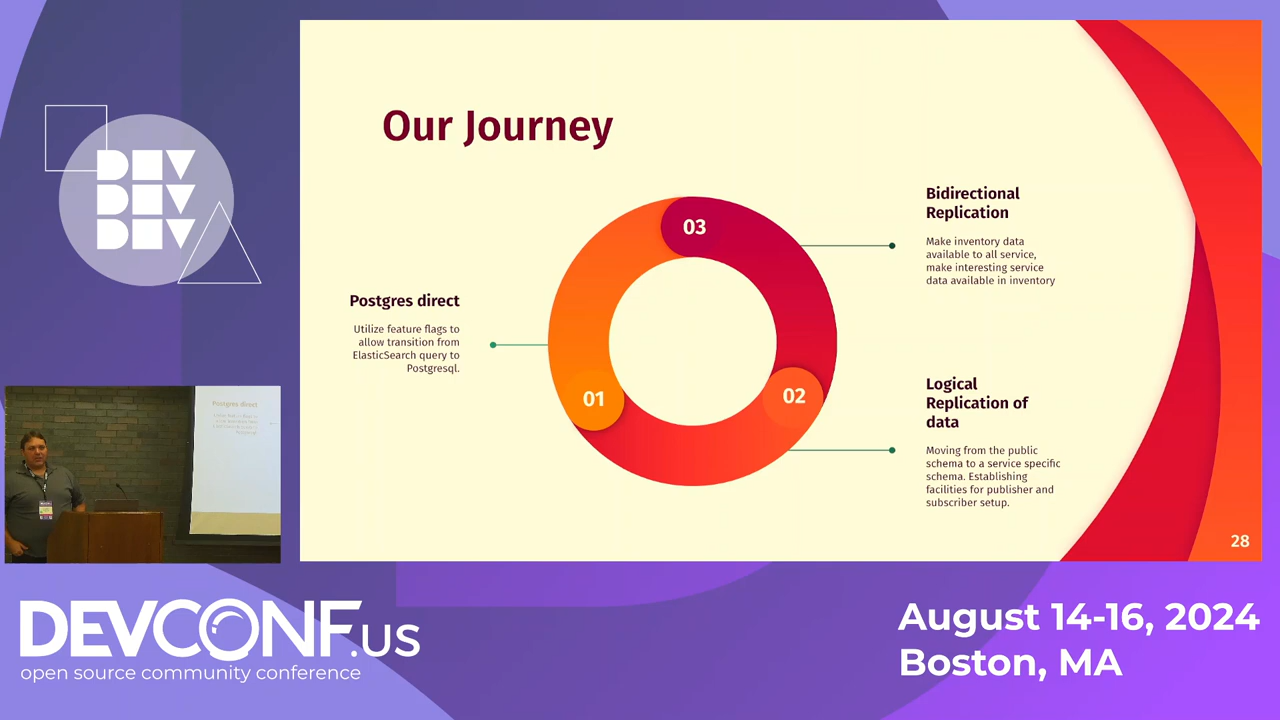 DEV
DEV
DEV
Our Journey
03
Bidirectional
Replication
Make inventory data
available to all service,
make interesting service
data available in inventory
Postgres direct
Utilize feature flags to
allow transition from
ElasticSearch query to
Postgresql.
01
02
Logical
Replication of
data
Moving from the public
schema to a service specific
schema. Establishing
facilities for publisher and
subscriber setup.
28
Postgres direct
DEVCONF.US
open source community conference
August 14-16, 2024
Boston, MA